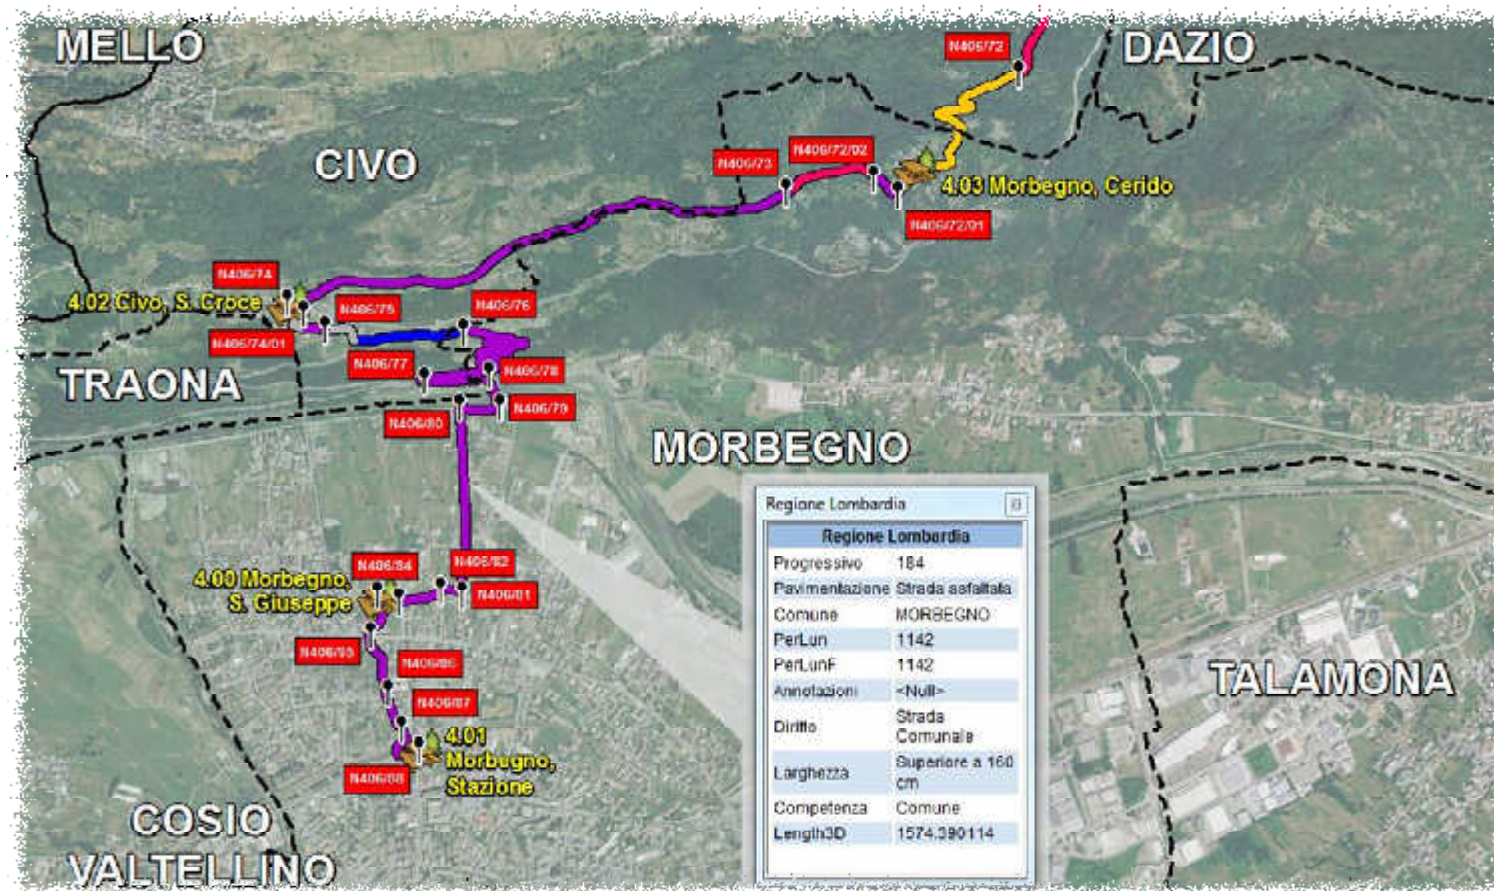 MELLO
N406/72
DAZIO
CIVO
N406/73
N406/72/02
4.03 Morbegno, Cerido
N406/72/01
N406/74
4.02 Civo, S. Croce
N406/75
N406/76
N406/74/01
N406/77
N406/78
TRAONA
N406/79
N406/80
MORBEGNO
Regione Lombardia
Regione Lombardia
Progressivo 184
Pavimentazione Strada asfaltata
Comune MORBEGNO
PerLun 1142
PerLunF 1142
Annotazioni <Null>
Diritto Strada
Comunale
Larghezza Superiore a 160
cm
Competenza Comune
Length3D 1574.390114
N406/82
N406/84
4.00 Morbegno,
S. Giuseppe
N406/81
N406/86
N406/87
TALAMONA
4.01
Morbegno,
Stazione
N406/88
COSIO
VALTELLINO